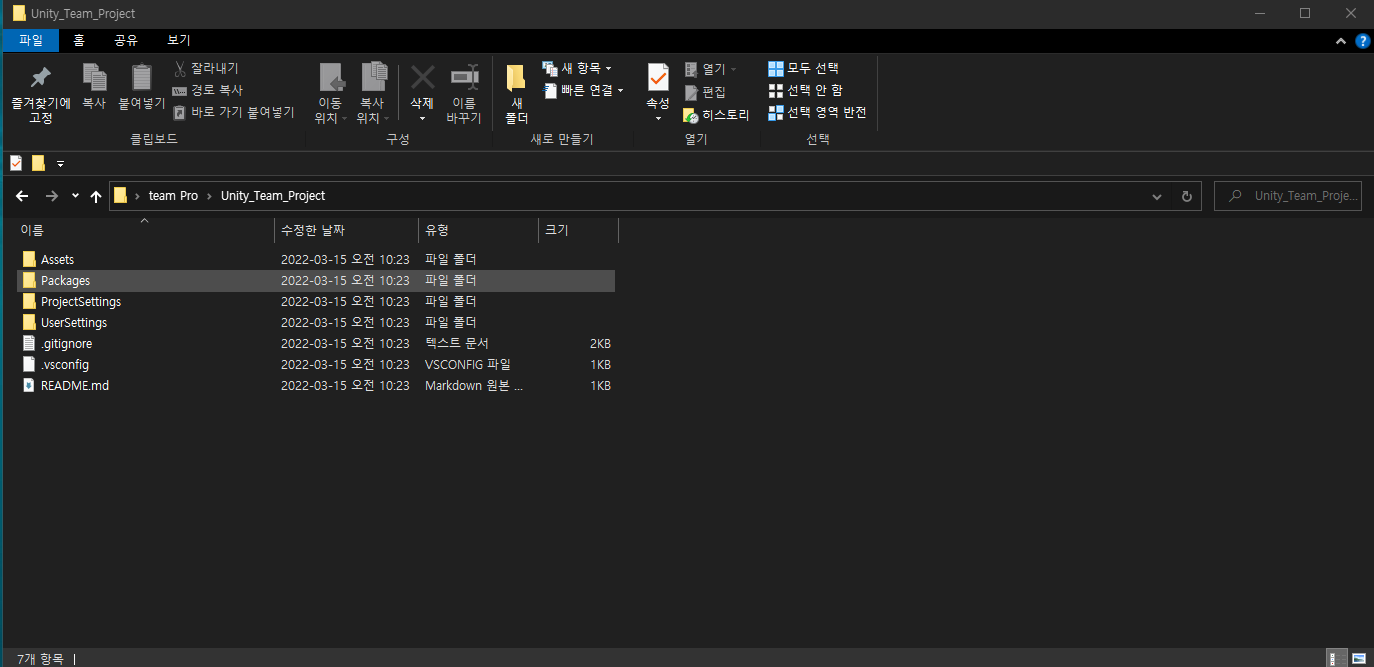 Unity_Team_Project
파일 홈 공유 보기
즐겨찾기에 고정
복사
붙여넣기
잘라내기
경로 복사
바로 가기 붙여넣기
클립보드
이동 위치
복사 위치
삭제
이름 바꾸기
구성
새 폴더
새 항목
빠른 연결
새로 만들기
속성
열기
편집
히스토리
열기
모두 선택
선택 안 함
선택 영역 반전
선택
team Pro › Unity_Team_Project
Unity_Team_Proje...
이름 수정한 날짜 유형 크기
Assets 2022-03-15 오전 10:23 파일 폴더
Packages 2022-03-15 오전 10:23 파일 폴더
ProjectSettings 2022-03-15 오전 10:23 파일 폴더
UserSettings 2022-03-15 오전 10:23 파일 폴더
.gitignore 2022-03-15 오전 10:23 텍스트 문서 2KB
.vsconfig 2022-03-15 오전 10:23 VSCONFIG 파일 1KB
README.md 2022-03-15 오전 10:23 Markdown 원본 ... 1KB
7개 항목